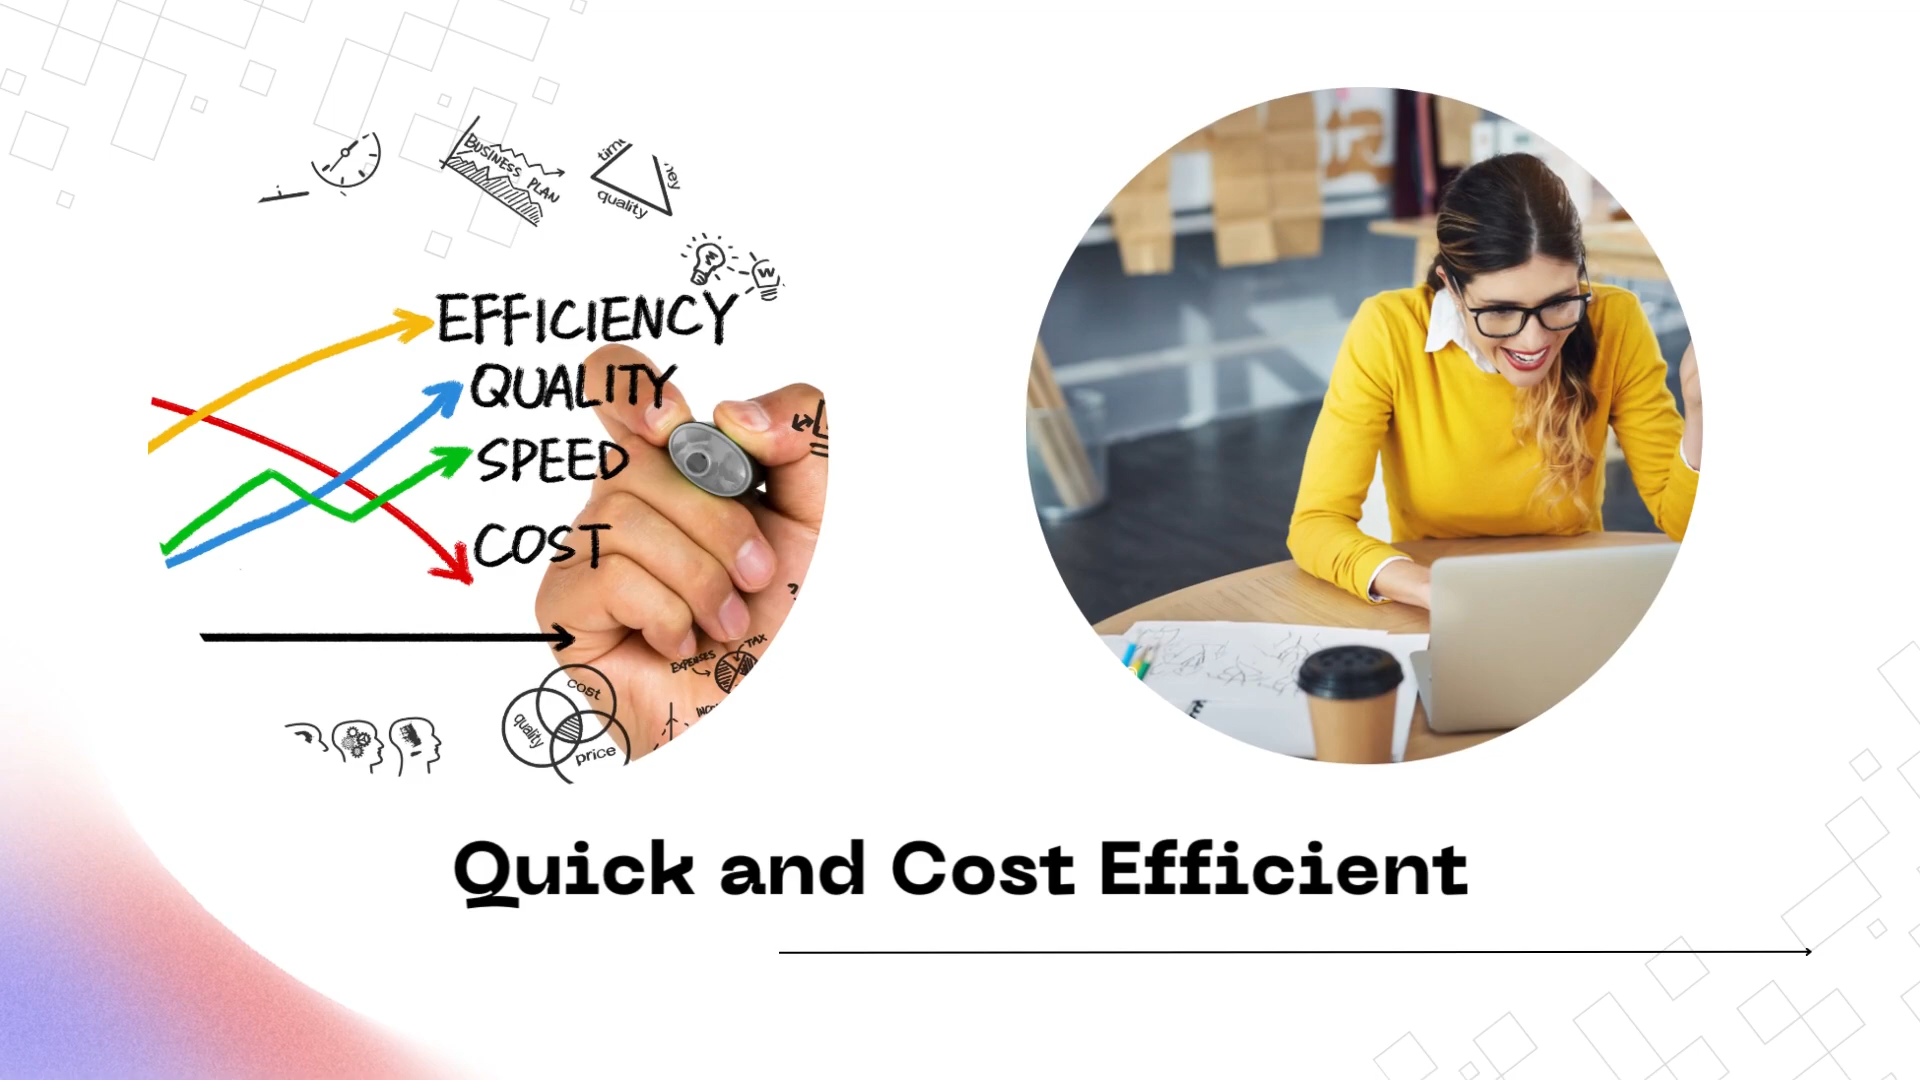 BUSINESS PLAN
time
quality
W
EFFICIENCY
QUALITY
SPEED
COST
EXPENSES
TAX
cost
quality
price
Quick and Cost Efficient